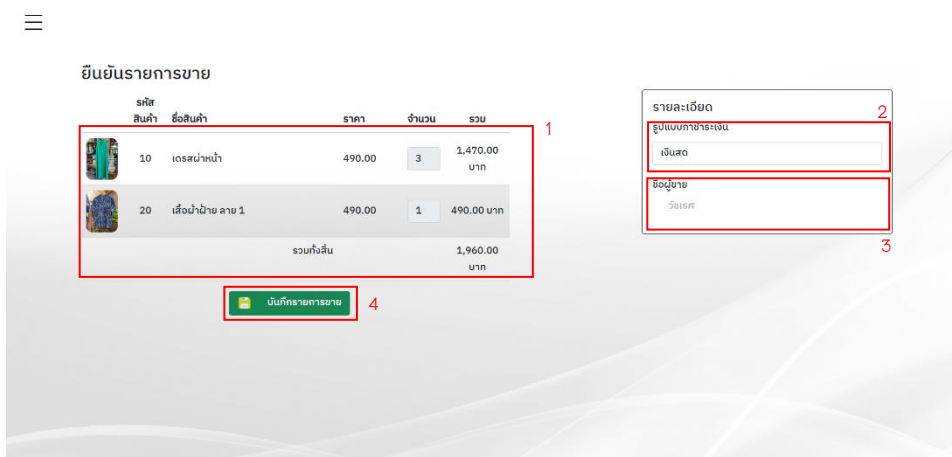 ยืนยันรายการขาย
รหัส
สินค้า ชื่อสินค้า ราคา จำนวน รวม
1
10 เดรสผ่าหน้า 490.00 3 1,470.00
บาท
20 เสื้อผ้าฝ้าย ลาย 1 490.00 1 490.00 บาท
รวมทั้งสิ้น 1,960.00
บาท
บันทึกรายการขาย 4
รายละเอียด 2
รูปแบบการชำระเงิน
เงินสด
ชื่อผู้ขาย
วัชเรศ
3